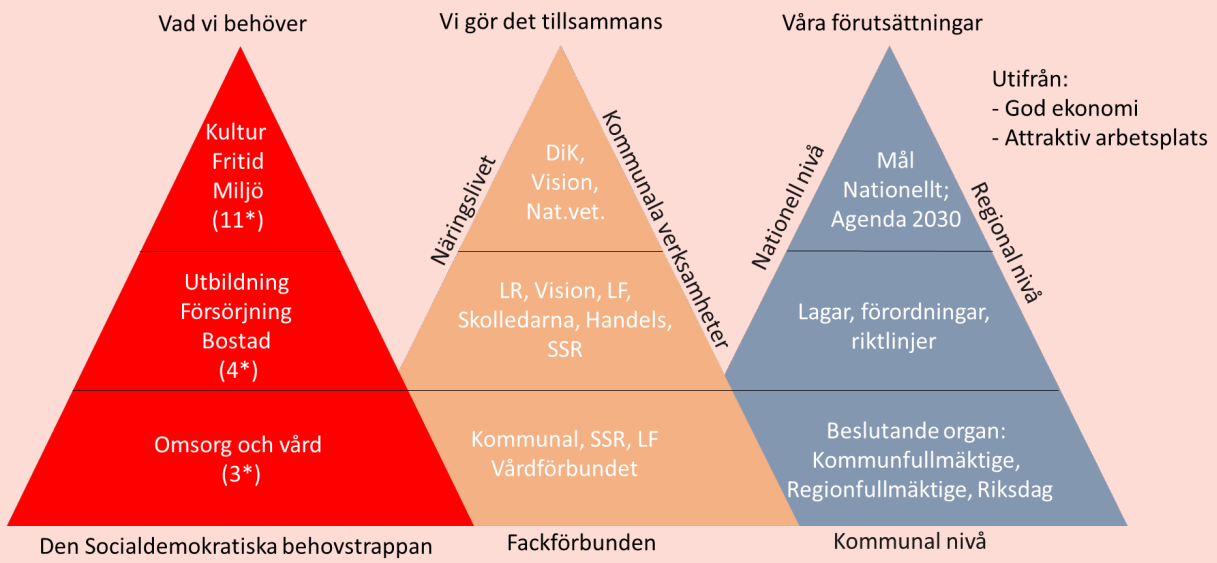 Vad vi behöver
Kultur
Fritid
Miljö
(11*)
Utbildning
Försörjning
Bostad
(4*)
Omsorg och vård
(3*)
Den Socialdemokratiska behovstrappan
Vi gör det tillsammans
Näringslivet
Kommunala verksamheter
DiK,
Vision,
Nat.vet.
LR, Vision, LF,
Skolledarna, Handels,
SSR
Kommunal, SSR, LF
Vårdförbundet
Fackförbunden
Våra förutsättningar
Nationell nivå
Regional nivå
Mål
Nationellt;
Agenda 2030
Lagar, förordningar,
riktlinjer
Beslutande organ:
Kommunfullmäktige,
Regionfullmäktige, Riksdag
Kommunal nivå
Utifrån:
- God ekonomi
- Attraktiv arbetsplats